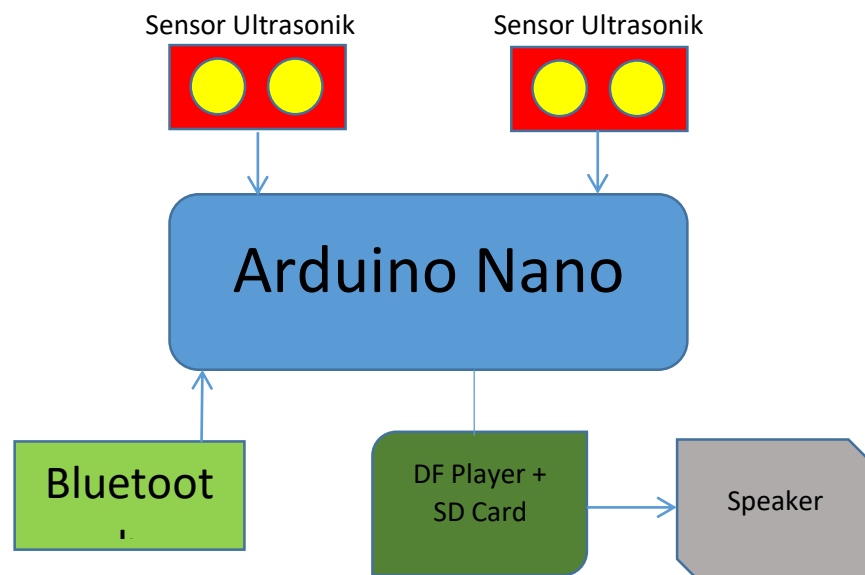 Sensor Ultrasonik
Sensor Ultrasonik
Arduino Nano
Bluetoot
DF Player +
SD Card
Speaker